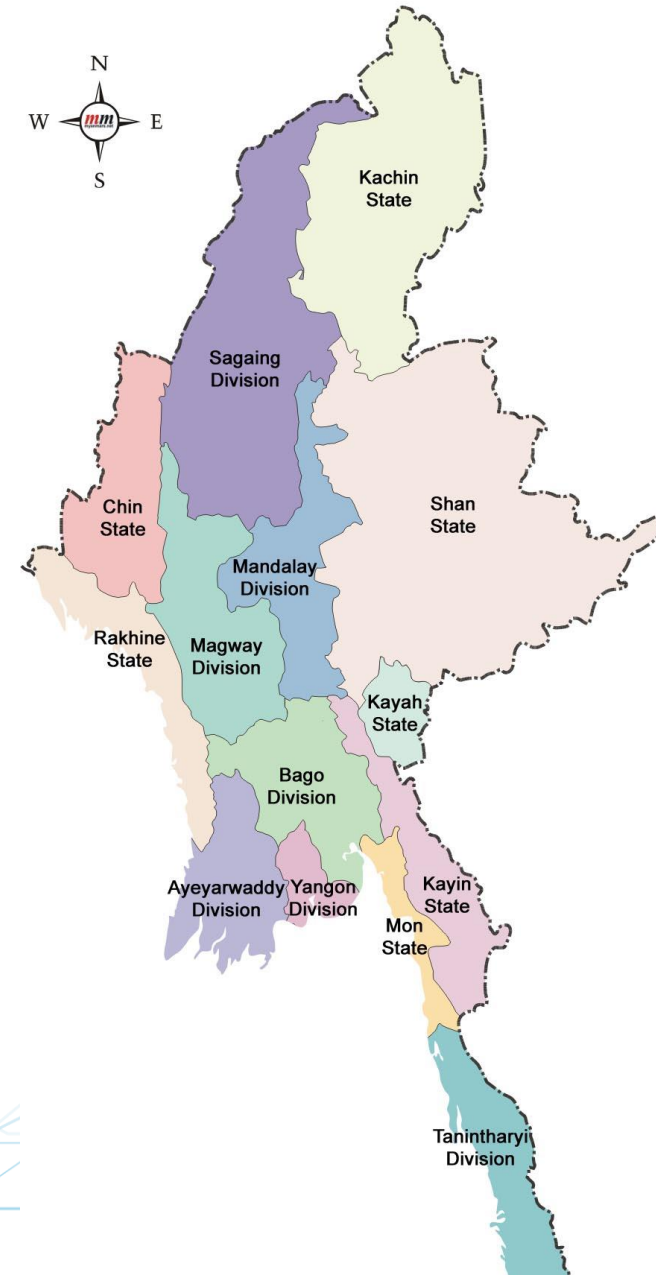 N
W
mm
E
S
Kachin
State
Sagaing
Division
Chin
State
Shan
State
Mandalay
Division
Rakhine
State
Magway
Division
Kayah
State
Bago
Division
Ayeyarwaddy
Division
Yangon
Division
Kayin
State
Mon
State
Tanintharyi
Division